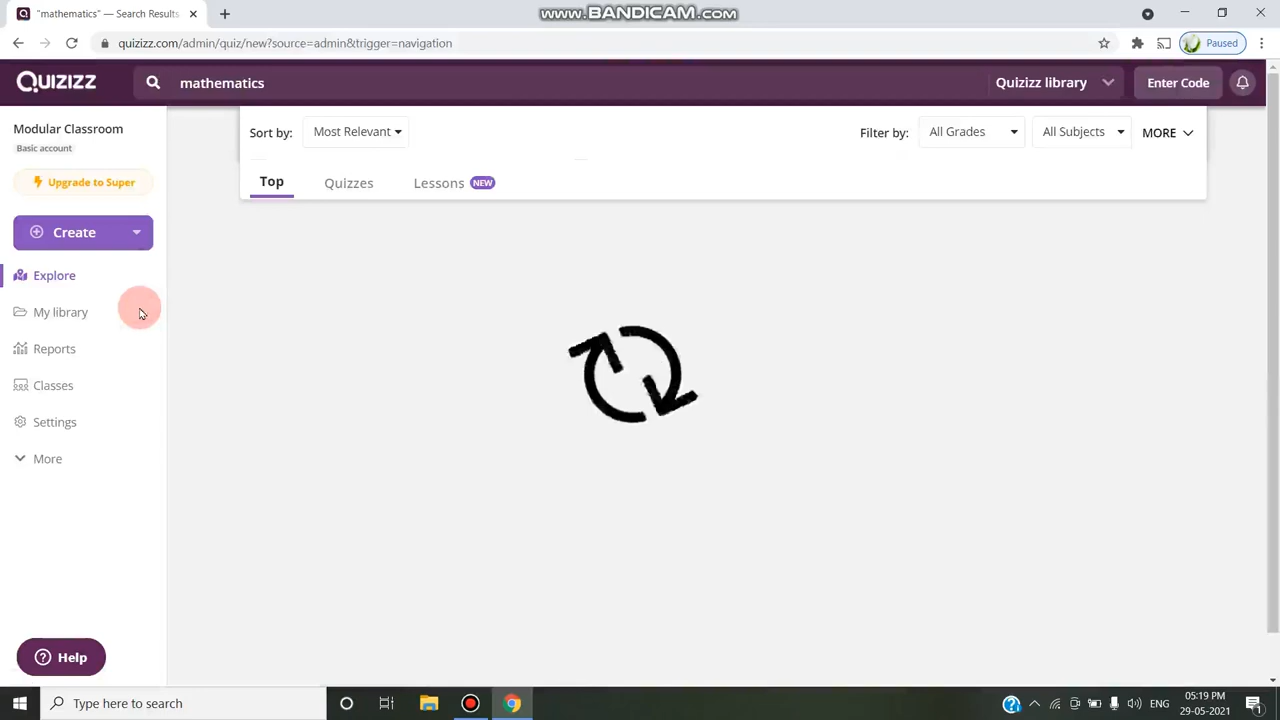 "mathematics" — Search Results
WWW.BANDICAM.COM
quizizz.com/admin/quiz/new?source=admin&trigger=navigation
Paused
QUIZIZZ
mathematics
Quizizz library
Enter Code
Modular Classroom
Basic account
Upgrade to Super
Create
Explore
My library
Reports
Classes
Settings
More
Help
Sort by:
Most Relevant
Filter by:
All Grades
All Subjects
MORE
Top
Quizzes
Lessons NEW
Type here to search
ENG
05:19 PM
29-05-2021